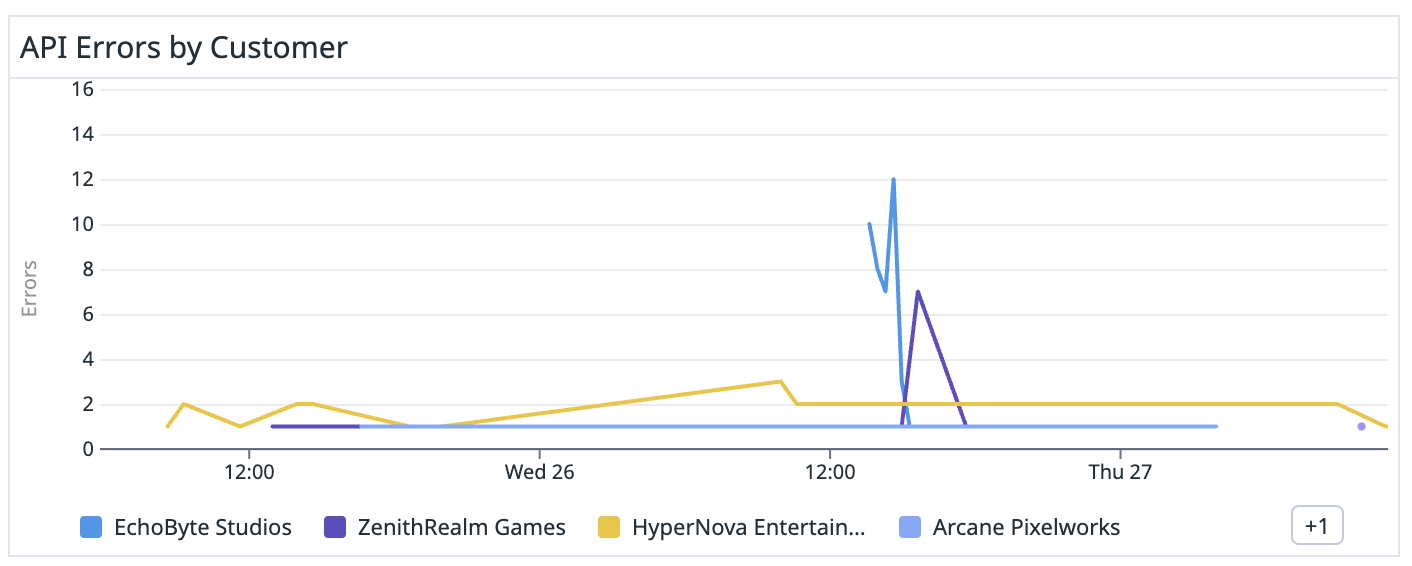 API Errors by Customer
16
14
12
10
8
6
4
2
0
Errors
12:00 Wed 26 12:00 Thu 27
EchoByte Studios ZenithRealm Games HyperNova Entertain... Arcane Pixelworks +1